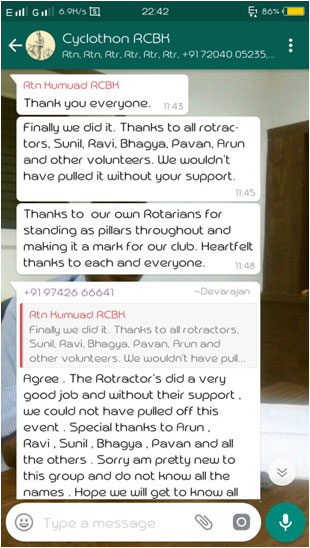 E ll G ll 6.9K/s 22:42 86%
Cyclothon RCBK
Rtn, Rtn, Rtr, Rtr, Rtr, Rtr, +91 72040 05235,...
Rtn Kumuad RCBK
Thank you everyone. 11:43
Finally we did it. Thanks to all rotrac-
tors, Sunil, Ravi, Bhagya, Pavan, Arun
and other volunteers. We wouldn't
have pulled it without your support.
11:45
Thanks to our own Rotarians for
standing as pillars throughout and
making it a mark for our club. Heartfelt
thanks to each and everyone. 11:48
+91 97426 66641 ~Devarajan
Rtn Kumuad RCBK
Finally we did it. Thanks to all rotractors,
Sunil, Ravi, Bhagya, Pavan, Arun and
other volunteers. We wouldn't have pull...
Agree . The Rotractor's did a very
good job and without their support ,
we could not have pulled off this
event . Special thanks to Arun ,
Ravi , Sunil , Bhagya , Pavan and all
the others . Sorry am pretty new to
this group and do not know all the
names . Hope we will get to know all
Type a message